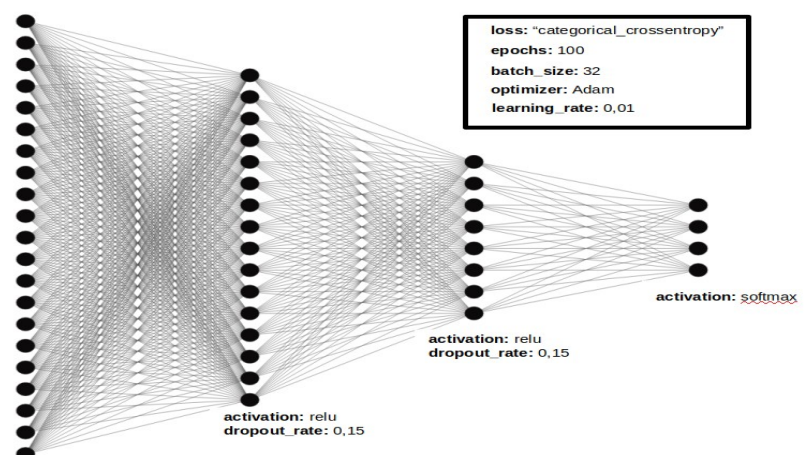 loss: “categorical_crossentropy”
epochs: 100
batch_size: 32
optimizer: Adam
learning_rate: 0,01
activation: softmax
activation: relu
dropout_rate: 0,15
activation: relu
dropout_rate: 0,15